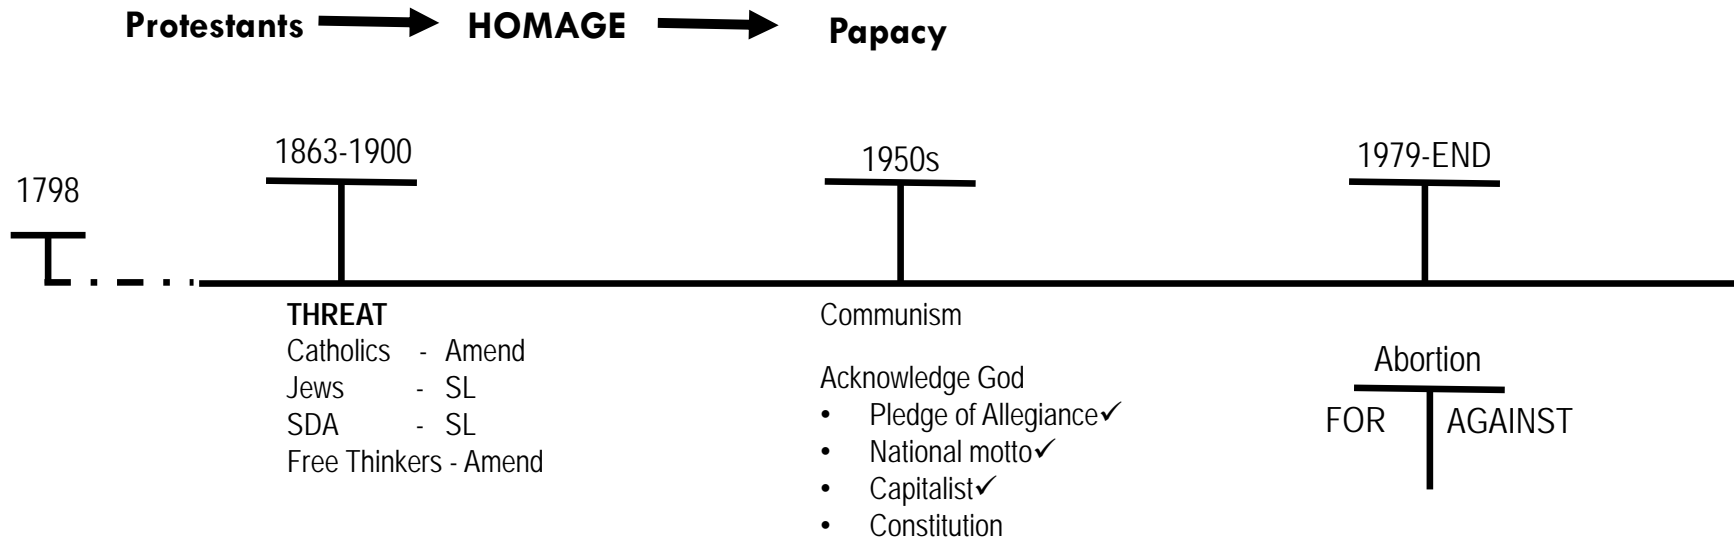 Protestants HOMAGE Papacy
1798
1863-1900
1950s
1979-END
THREAT
Catholics - Amend
Jews - SL
SDA - SL
Free Thinkers - Amend
Communism
Acknowledge God
• Pledge of Allegiance✓
• National motto✓
• Capitalist✓
• Constitution
Abortion
FOR AGAINST